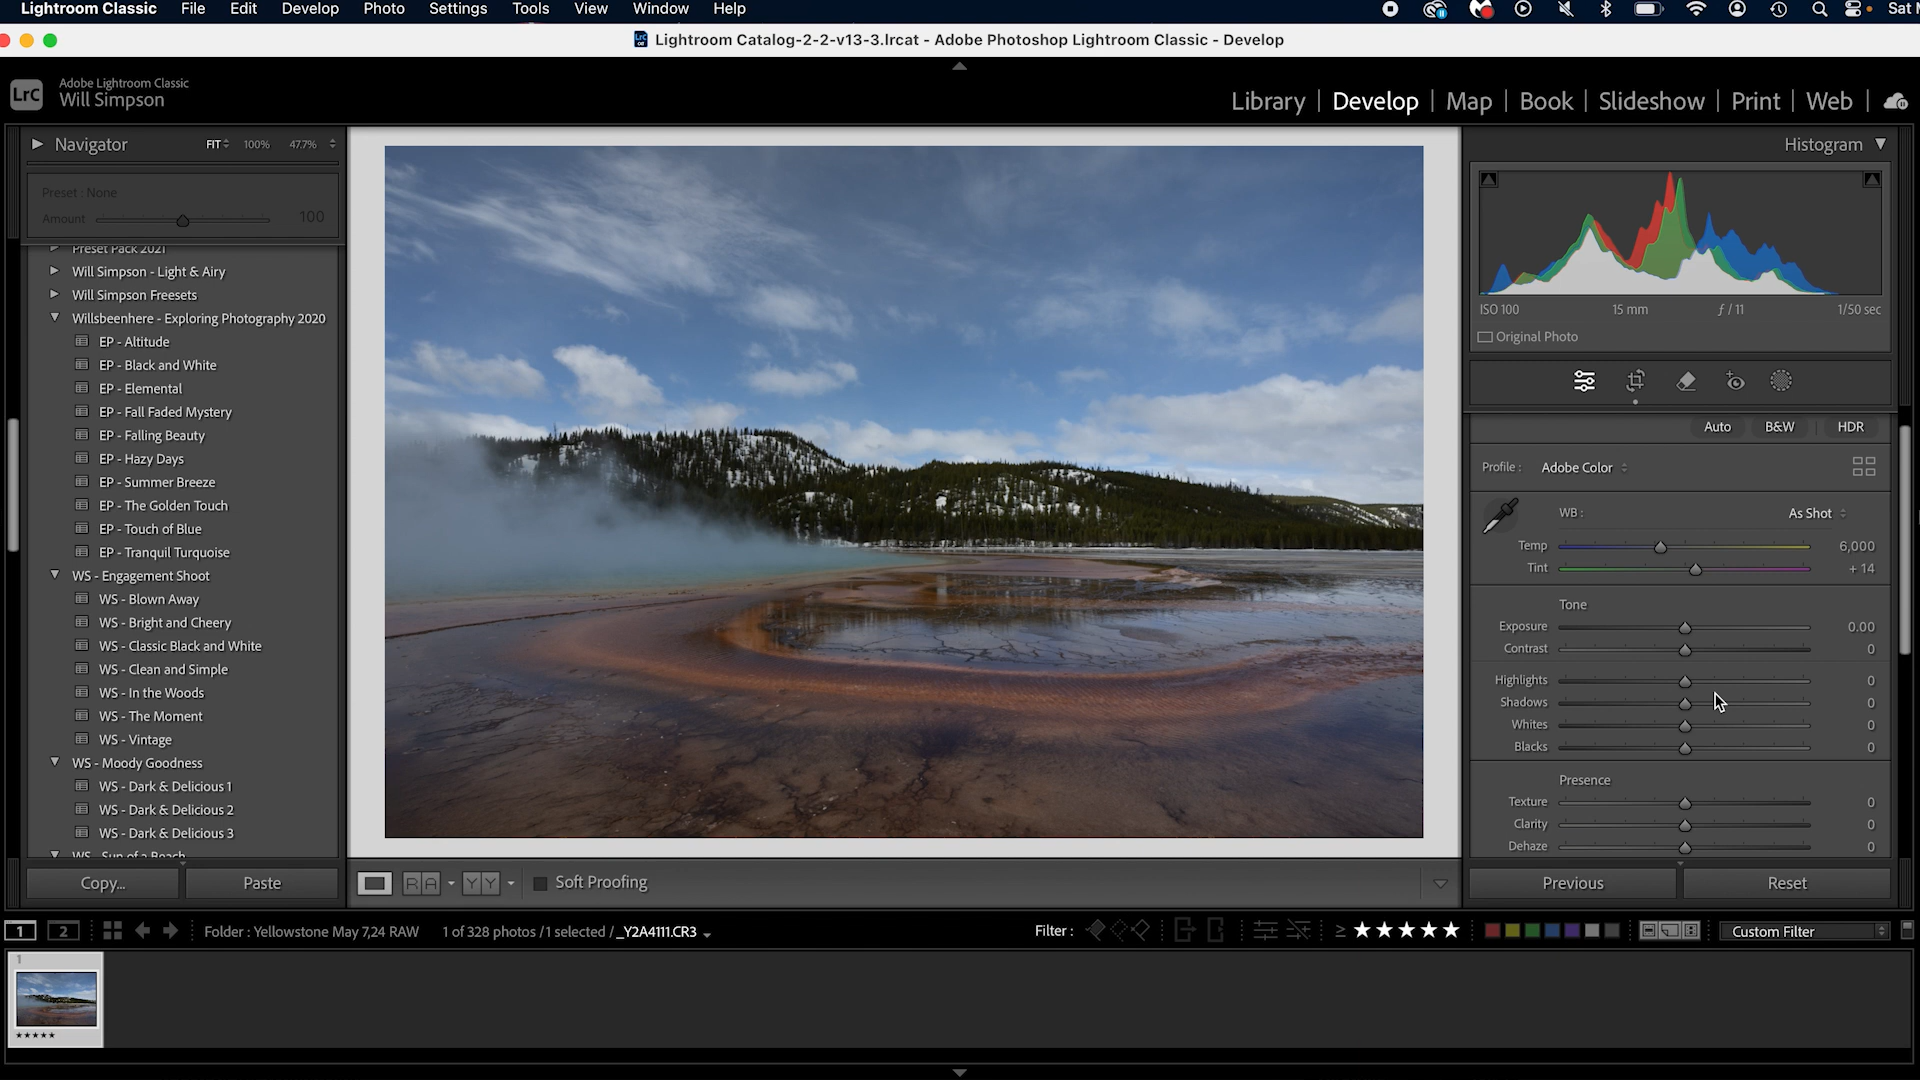 Lightroom Classic File Edit Develop Photo Settings Tools View Window Help Sat M
Lightroom Catalog-2-2-v13-3.lrcat - Adobe Photoshop Lightroom Classic - Develop
LrC
Adobe Lightroom Classic
Will Simpson
Library | Develop | Map | Book | Slideshow | Print | Web |
Navigator FIT 100% 47.7%
Preset : None
Amount 100
Preset Pack 2021
Will Simpson - Light & Airy
Will Simpson Freesets
Willsbeenhere - Exploring Photography 2020
EP - Altitude
EP - Black and White
EP - Elemental
EP - Fall Faded Mystery
EP - Falling Beauty
EP - Hazy Days
EP - Summer Breeze
EP - The Golden Touch
EP - Touch of Blue
EP - Tranquil Turquoise
WS - Engagement Shoot
WS - Blown Away
WS - Bright and Cheery
WS - Classic Black and White
WS - Clean and Simple
WS - In the Woods
WS - The Moment
WS - Vintage
WS - Moody Goodness
WS - Dark & Delicious 1
WS - Dark & Delicious 2
WS - Dark & Delicious 3
WS - Sun of a Beach
Copy... Paste
Histogram
ISO 100 15 mm ƒ / 11 1/50 sec
Original Photo
Auto B&W HDR
Profile : Adobe Color
WB : As Shot
Temp 6,000
Tint + 14
Tone
Exposure 0.00
Contrast 0
Highlights 0
Shadows 0
Whites 0
Blacks 0
Presence
Texture 0
Clarity 0
Dehaze 0
R A Y Y Soft Proofing
Previous Reset
1 2 Folder : Yellowstone May 7,24 RAW 1 of 328 photos / 1 selected / _Y2A4111.CR3
Filter : ≥ ★★★★★ Custom Filter
1
★★★★★